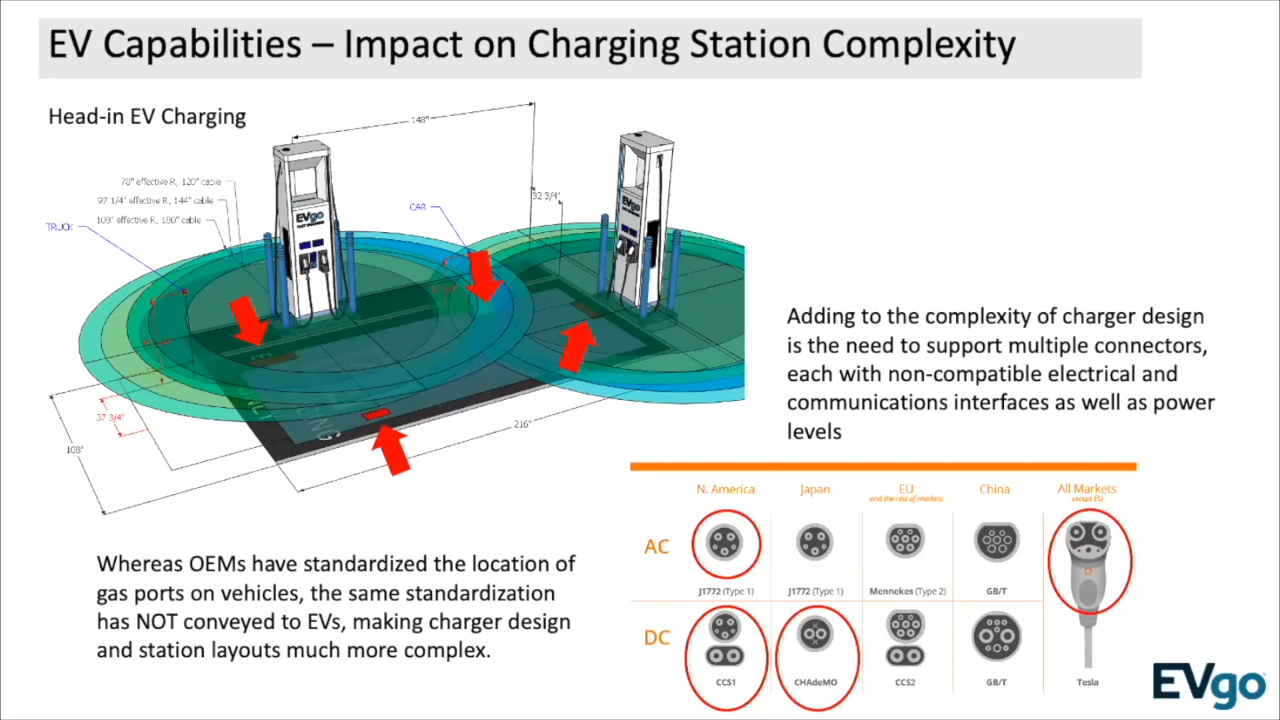 EV Capabilities – Impact on Charging Station Complexity
Head-in EV Charging
148"
78" effective R, 120" cable
97 1/4" effective R, 144" cable
108" effective R., 180" cable
TRUCK
CAR
32 3/4"
EVgo
37 3/4"
108"
216"
Adding to the complexity of charger design
is the need to support multiple connectors,
each with non-compatible electrical and
communications interfaces as well as power
levels
N. America Japan EU China All Markets
and the rest of markets except EU
AC
J1772 (Type 1) J1772 (Type 1) Mennekes (Type 2) GB/T
DC
CCS1 CHAdeMO CCS2 GB/T Tesla
Whereas OEMs have standardized the location of
gas ports on vehicles, the same standardization
has NOT conveyed to EVs, making charger design
and station layouts much more complex.
EVgo